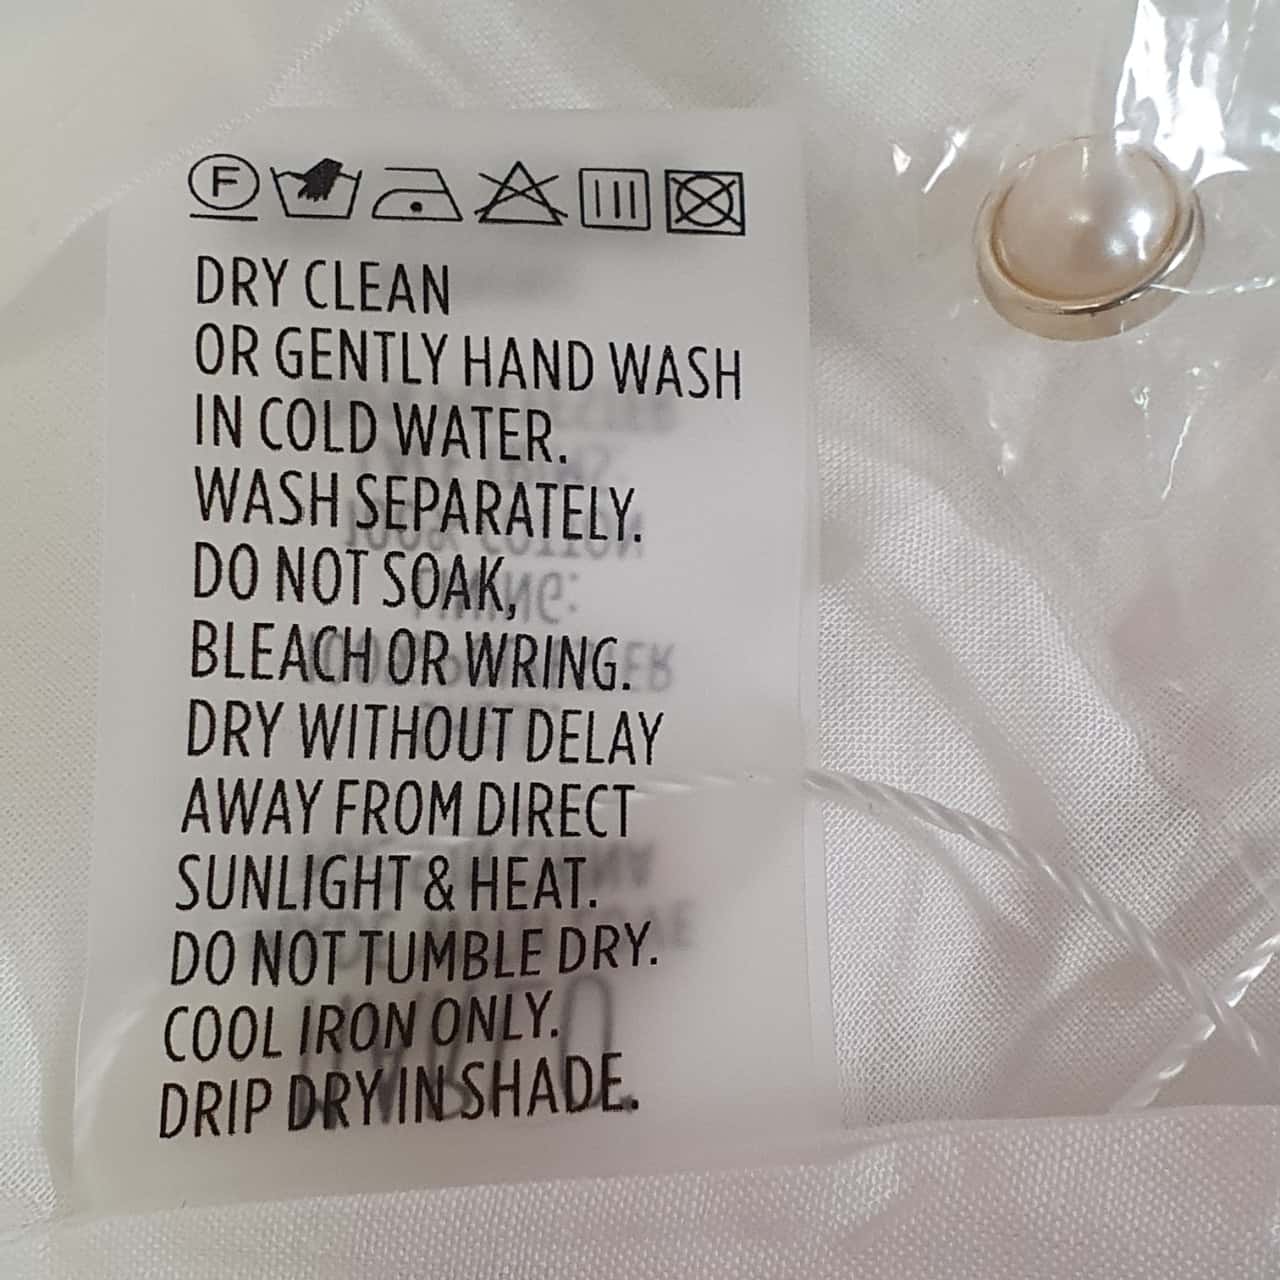 F
DRY CLEAN
OR GENTLY HAND WASH
IN COLD WATER.
WASH SEPARATELY.
DO NOT SOAK,
BLEACH OR WRING.
DRY WITHOUT DELAY
AWAY FROM DIRECT
SUNLIGHT & HEAT.
DO NOT TUMBLE DRY.
COOL IRON ONLY.
DRIP DRY IN SHADE.